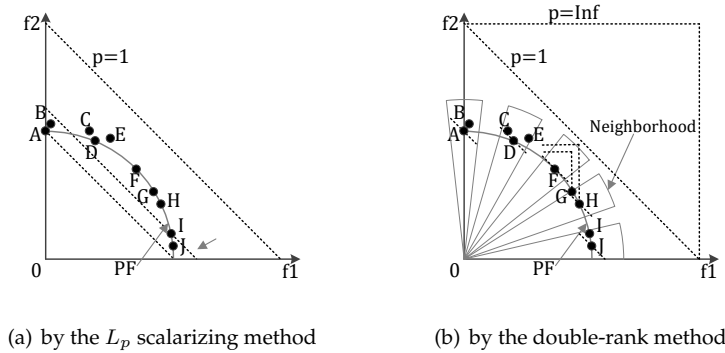 f2
p=1
B
A
C
D
E
F
G
H
I
J
PF
0
f1
(a) by the $L_p$ scalarizing method
p=Inf
f2
p=1
Neighborhood
B
A
C
D
E
F
G
H
I
J
PF
0
f1
(b) by the double-rank method